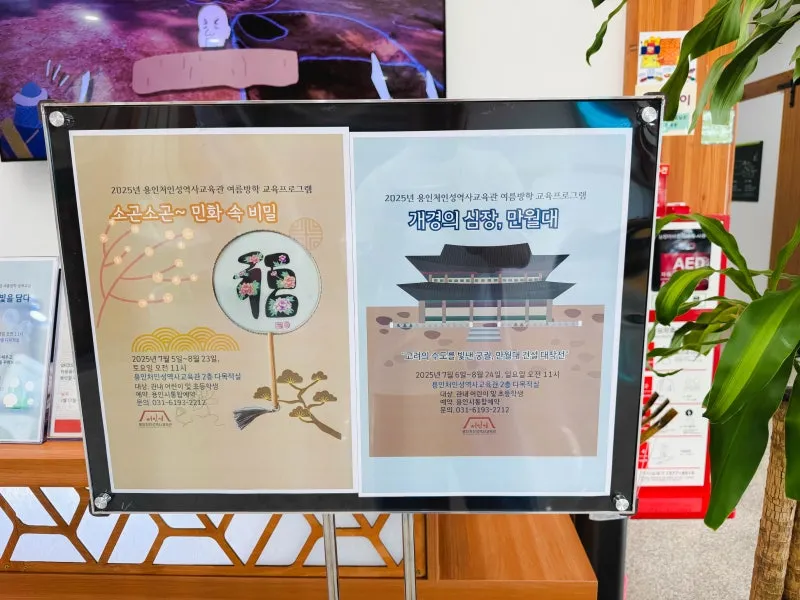 2025년 용인처인성역사교육관 여름방학 교육프로그램
소곤소곤~ 민화 속 비밀
福
2025년 7월 5일~8월 23일,
토요일 오전 11시
용인처인성역사교육관 2층 다목적실
대상. 관내 어린이 및 초등학생
예약. 용인시통합예약
문의. 031-6193-2212
2025년 용인처인성역사교육관 여름방학 교육프로그램
개경의 심장, 만월대
"고려의 수도를 빛낸 궁궐, 만월대 건설 대작전"
2025년 7월 6일~8월 24일, 일요일 오전 11시
용인처인성역사교육관 2층 다목적실
대상. 관내 어린이 및 초등학생
예약. 용인시통합예약
문의. 031-6193-2212
AED